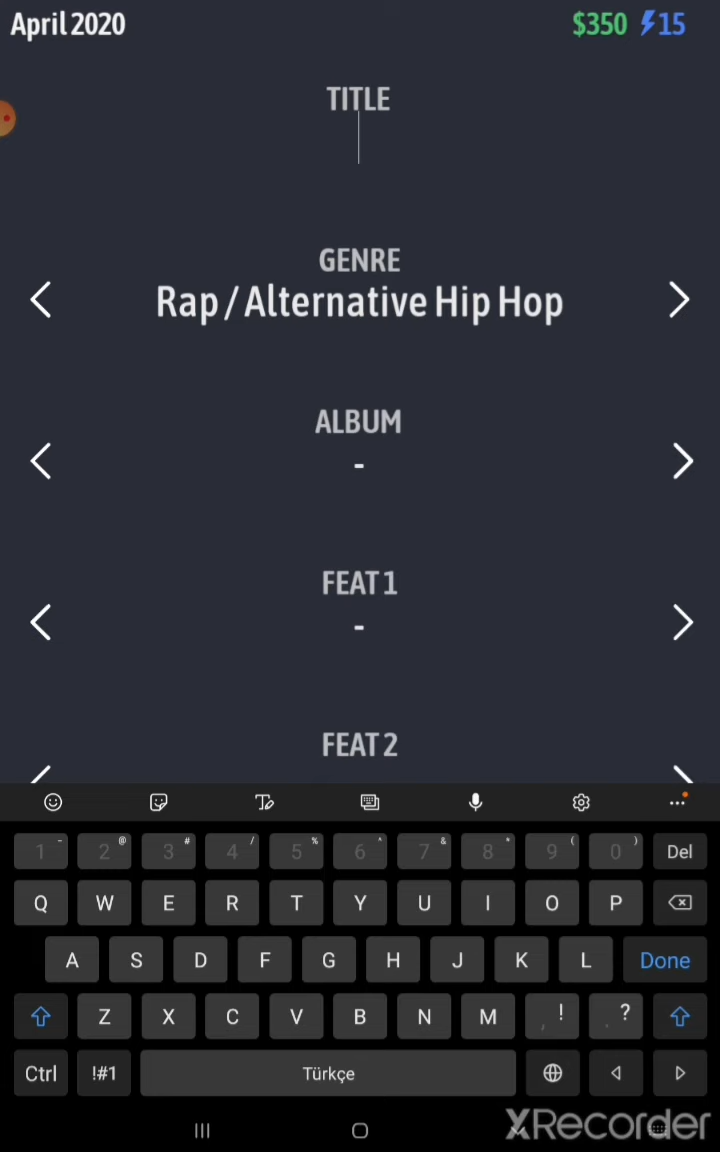 April 2020 $350 15
TITLE
GENRE
Rap / Alternative Hip Hop
ALBUM
-
FEAT 1
-
FEAT 2
1 - 2 @ 3 # 4 / 5 % 6 ^ 7 & 8 * 9 ( 0 ) Del
Q W E R T Y U I O P
A S D F G H J K L Done
Z X C V B N M , ! . ?
Ctrl !#1 Türkçe
XRecorder